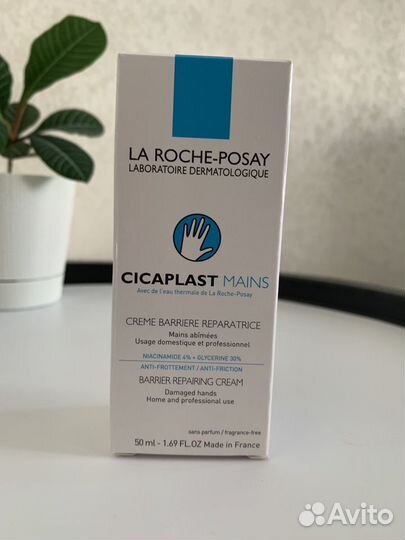 LA ROCHE-POSAY
LABORATOIRE DERMATOLOGIQUE
CICAPLAST MAINS
Avec de l'eau thermale de La Roche-Posay
CREME BARRIERE REPARATRICE
Mains abîmées
Usage domestique et professionnel
NIACINAMIDE 4% + GLYCERINE 30%
ANTI-FROTTEMENT / ANTI-FRICTION
BARRIER REPAIRING CREAM
Damaged hands
Home and professional use
sans parfum / fragrance-free
50 ml - 1.69 FL.OZ Made in France
Avito